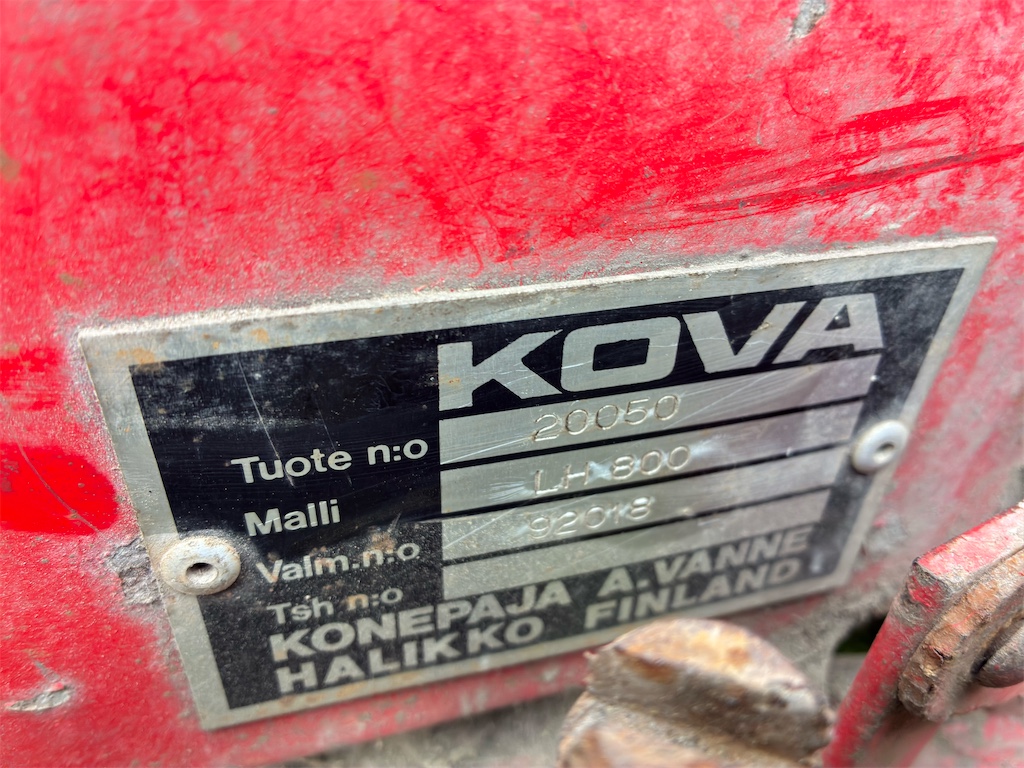 KOVA
Tuote n:o 20050
Malli LH 800
Valm.n:o 92018
Tsh n:o
KONEPAJA A.VANNE
HALIKKO FINLAND